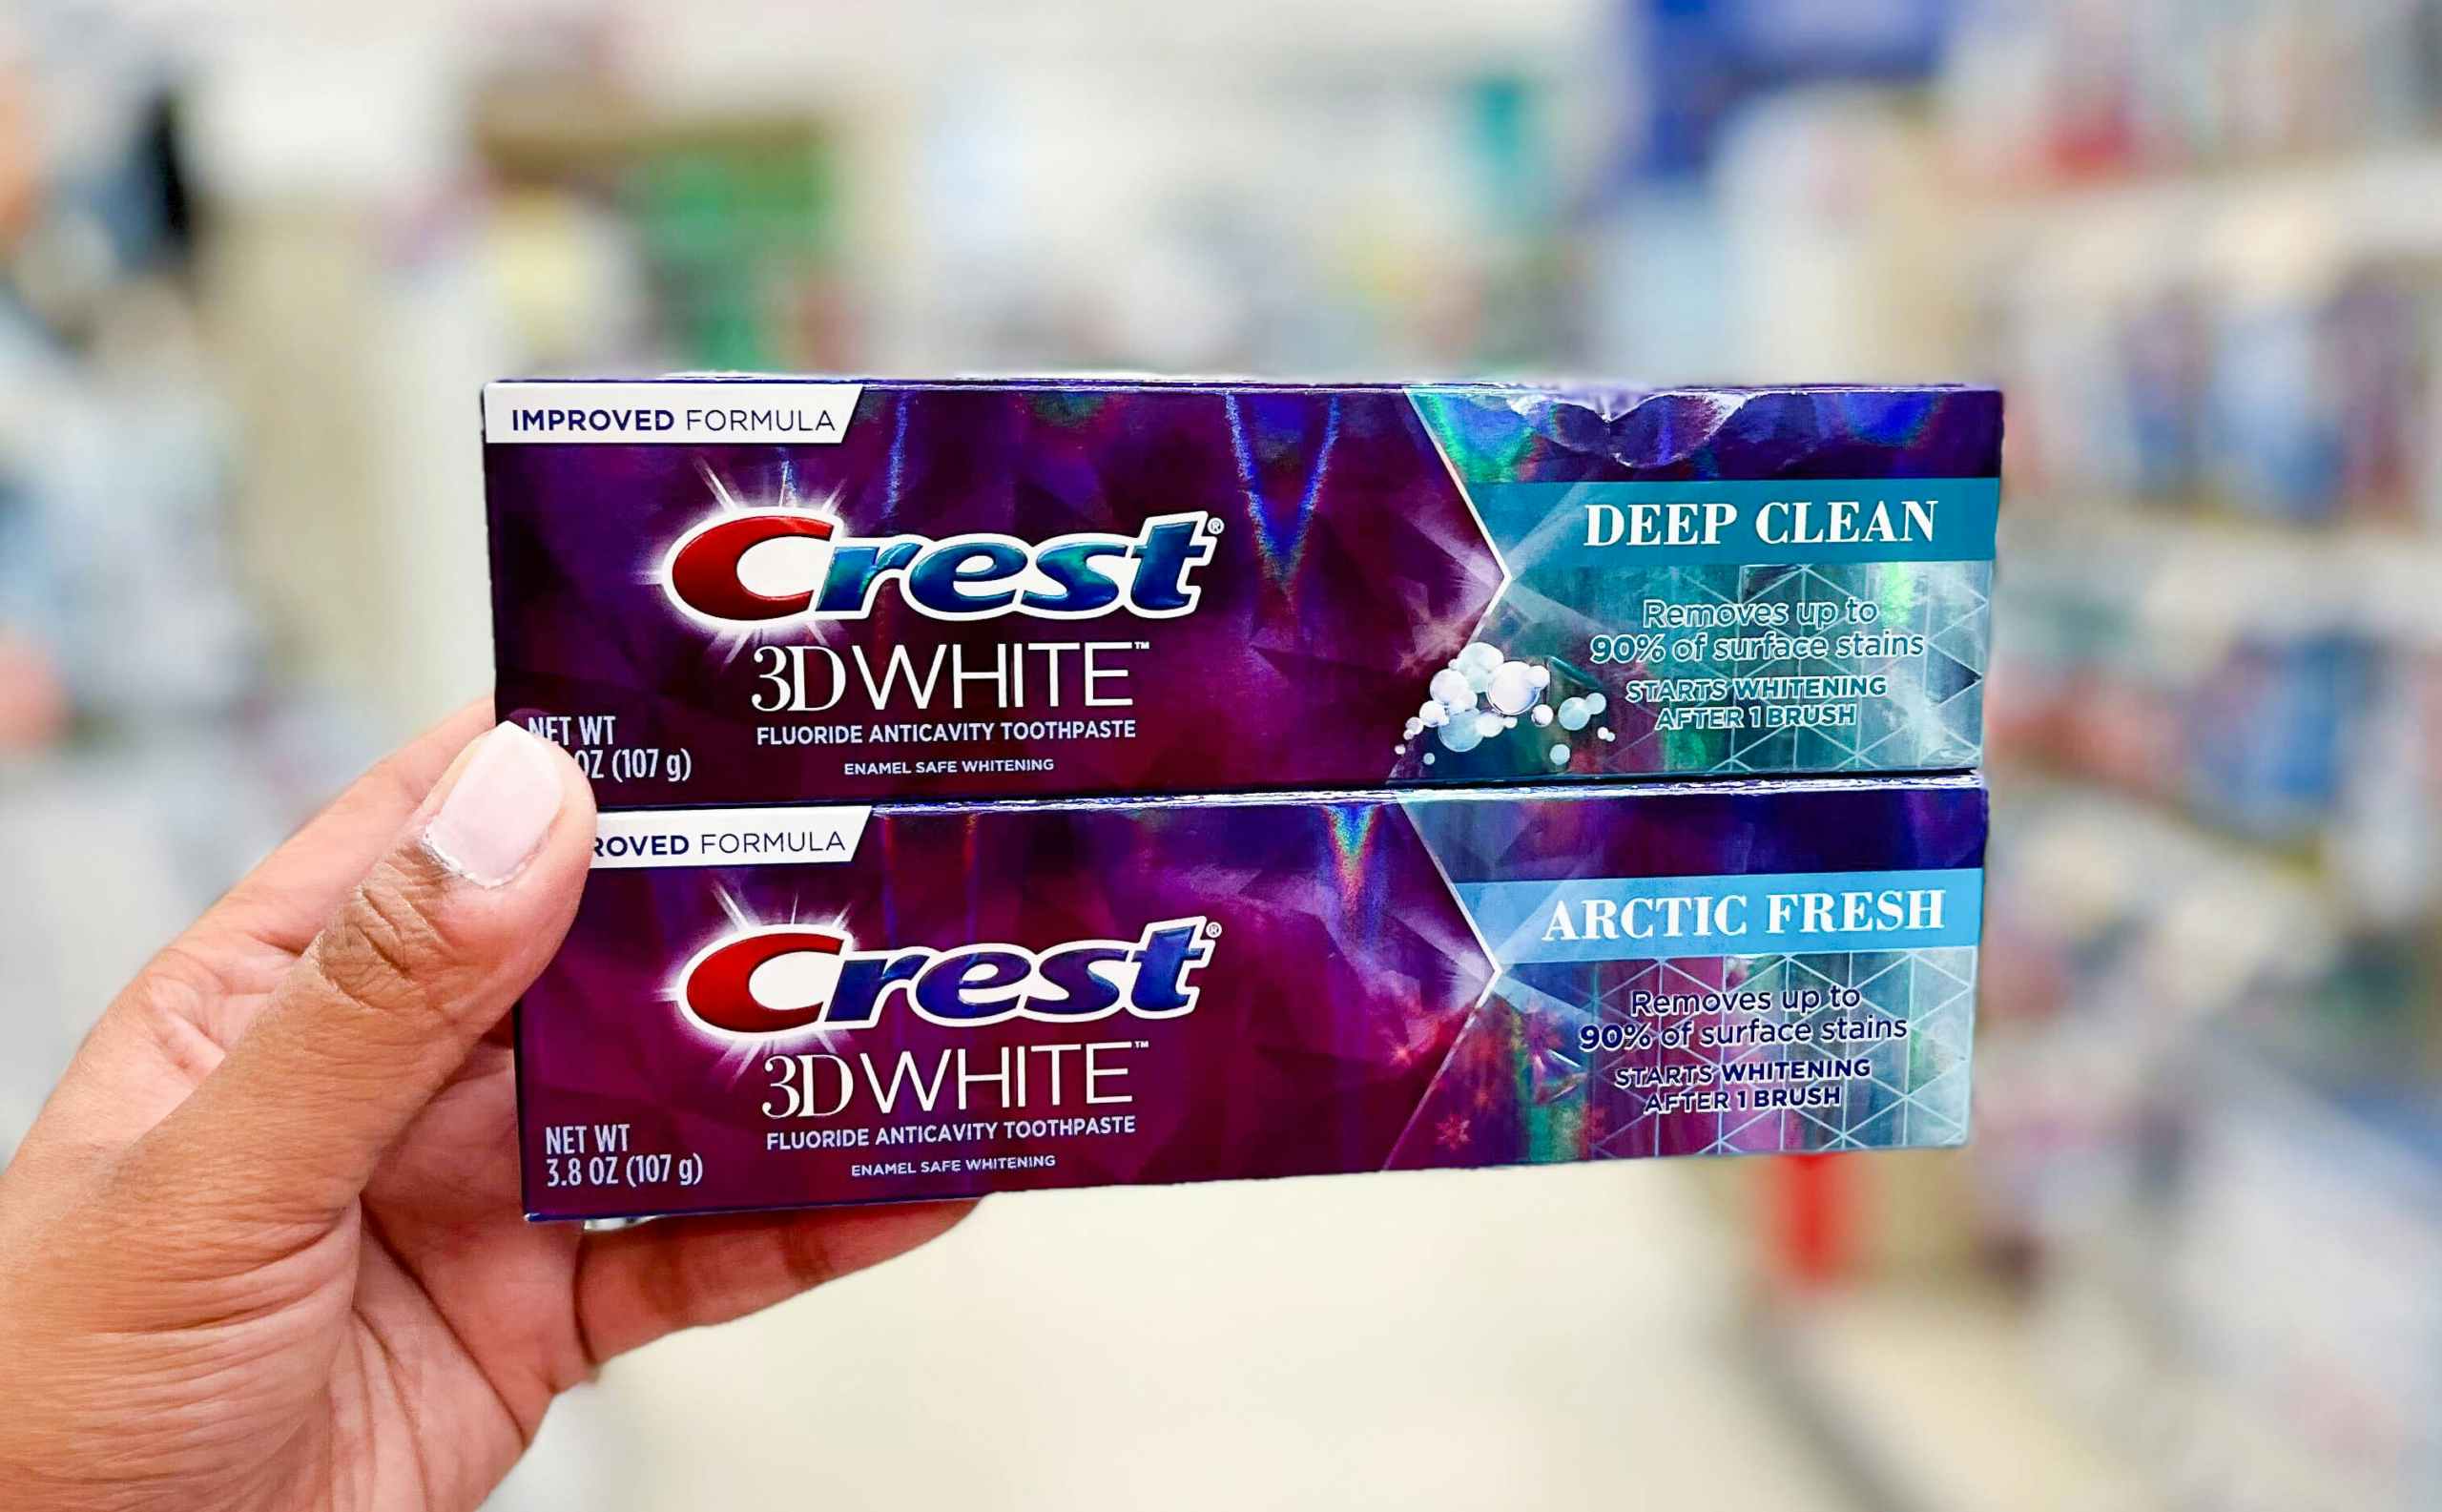 IMPROVED FORMULA
Crest®
3D WHITE™
FLUORIDE ANTICAVITY TOOTHPASTE
ENAMEL SAFE WHITENING
NET WT
OZ (107 g)
DEEP CLEAN
Removes up to
90% of surface stains
STARTS WHITENING
AFTER 1 BRUSH
ROVED FORMULA
Crest®
3D WHITE™
FLUORIDE ANTICAVITY TOOTHPASTE
ENAMEL SAFE WHITENING
NET WT
3.8 OZ (107 g)
ARCTIC FRESH
Removes up to
90% of surface stains
STARTS WHITENING
AFTER 1 BRUSH